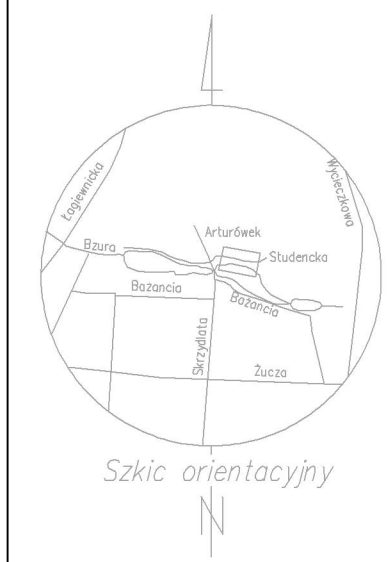 Łagiewnicka
Wycieczkowa
Arturówek
Bzura
Studencka
Bażancia
Bażancia
Skrzydlata
Żucza
Szkic orientacyjny
N